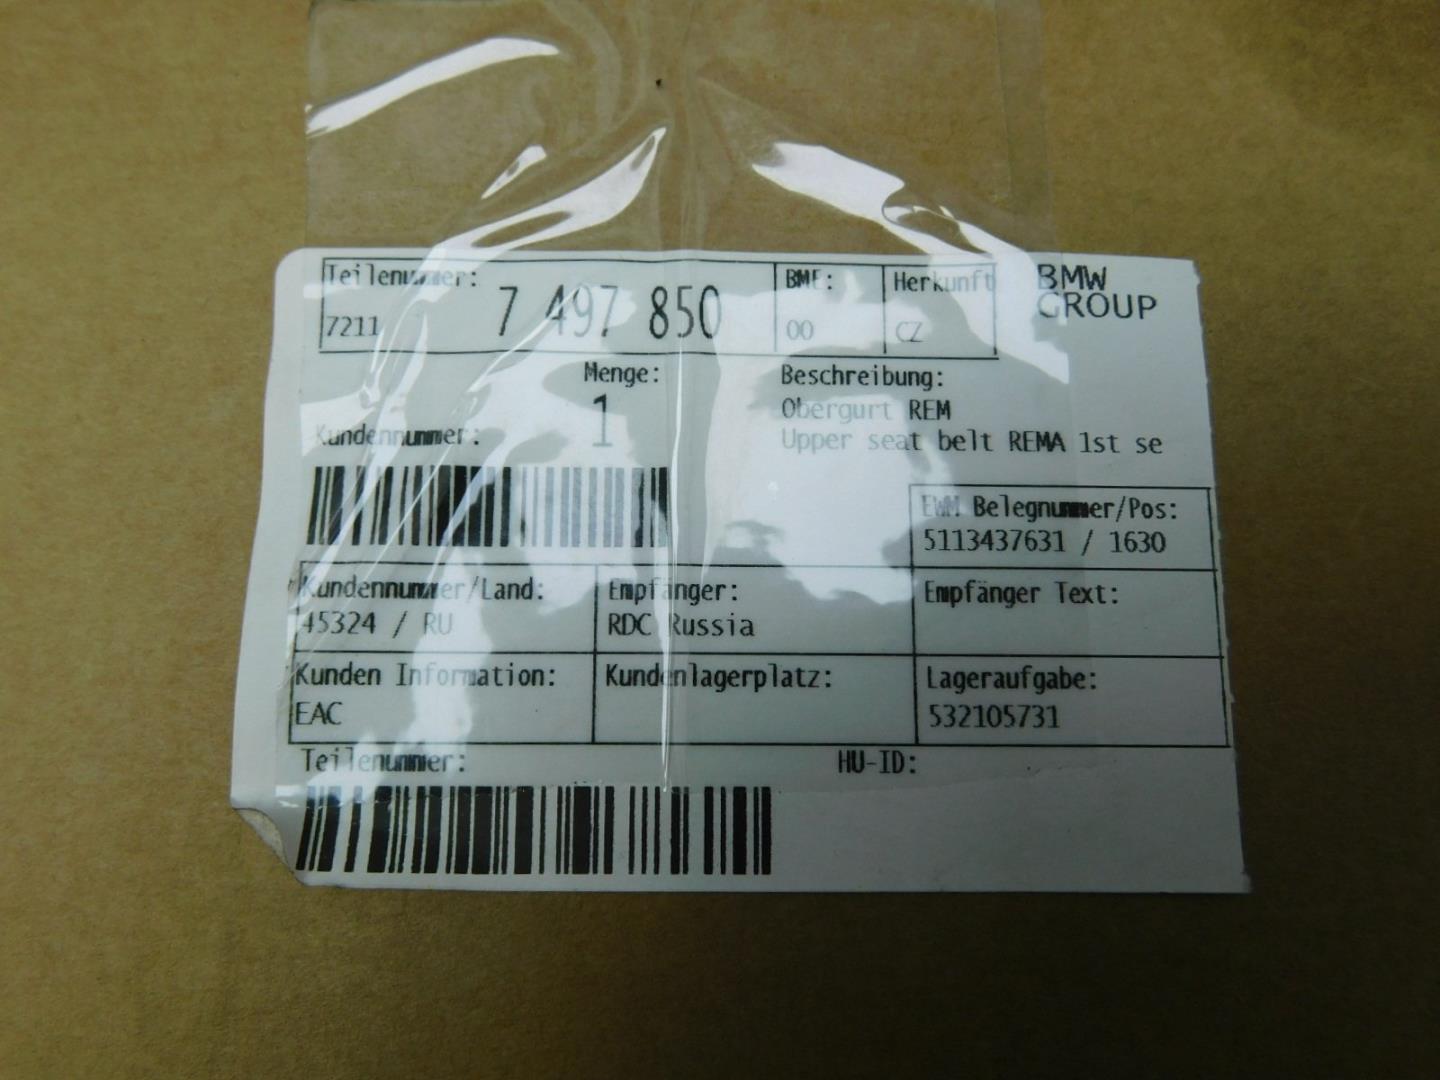 Teilenummer:
7211 7 497 850
BME:
00
Herkunft
CZ
BMW
GROUP
Menge:
1
Beschreibung:
Obergurt REM
Upper seat belt REMA 1st se
Kundennummer:
EWM Belegnummer/Pos:
5113437631 / 1630
Kundennummer/Land:
45324 / RU
Empfänger:
RDC Russia
Empfänger Text:
Kunden Information:
EAC
Kundenlagerplatz:
Lageraufgabe:
532105731
Teilenummer:
HU-ID: